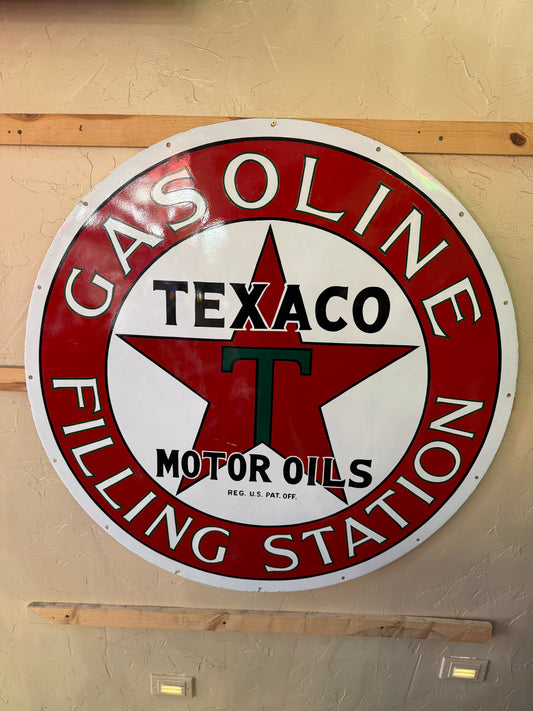 GASOLINE
TEXACO
T
MOTOR OILS
REG. U.S. PAT. OFF.
FILLING STATION